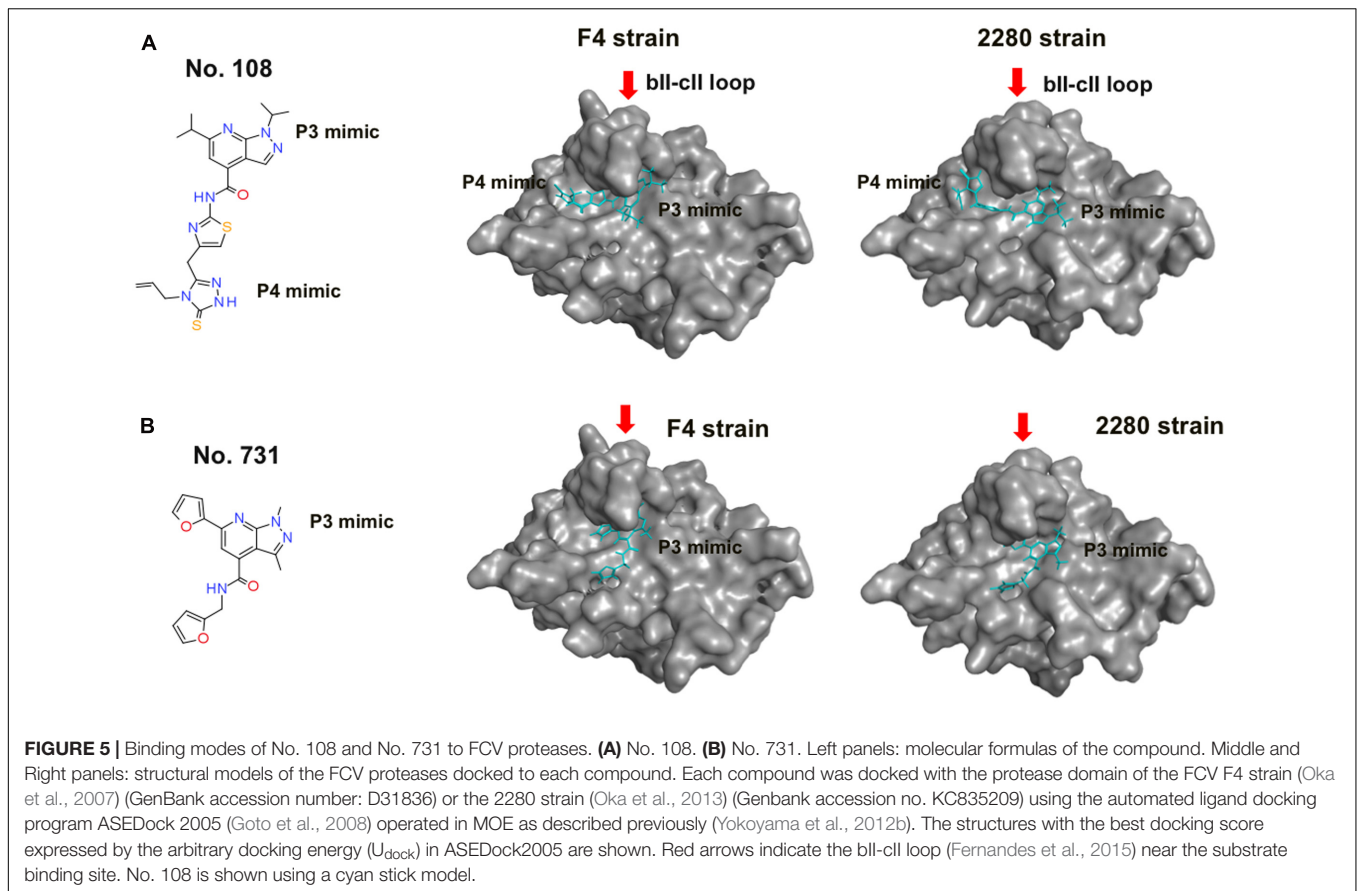 A
No. 108
F4 strain
2280 strain
bII-cII loop
bII-cII loop
N
N
N
P3 mimic
HN
O
N
S
P4 mimic
P3 mimic
P4 mimic
P3 mimic
N
N
NH
S
P4 mimic
B
No. 731
F4 strain
2280 strain
O
N
N
N
P3 mimic
HN
O
O
P3 mimic
P3 mimic
FIGURE 5 | Binding modes of No. 108 and No. 731 to FCV proteases. (A) No. 108. (B) No. 731. Left panels: molecular formulas of the compound. Middle and
Right panels: structural models of the FCV proteases docked to each compound. Each compound was docked with the protease domain of the FCV F4 strain (Oka
et al., 2007) (GenBank accession number: D31836) or the 2280 strain (Oka et al., 2013) (Genbank accession no. KC835209) using the automated ligand docking
program ASEDock 2005 (Goto et al., 2008) operated in MOE as described previously (Yokoyama et al., 2012b). The structures with the best docking score
expressed by the arbitrary docking energy (Udock) in ASEDock2005 are shown. Red arrows indicate the bII-cII loop (Fernandes et al., 2015) near the substrate
binding site. No. 108 is shown using a cyan stick model.